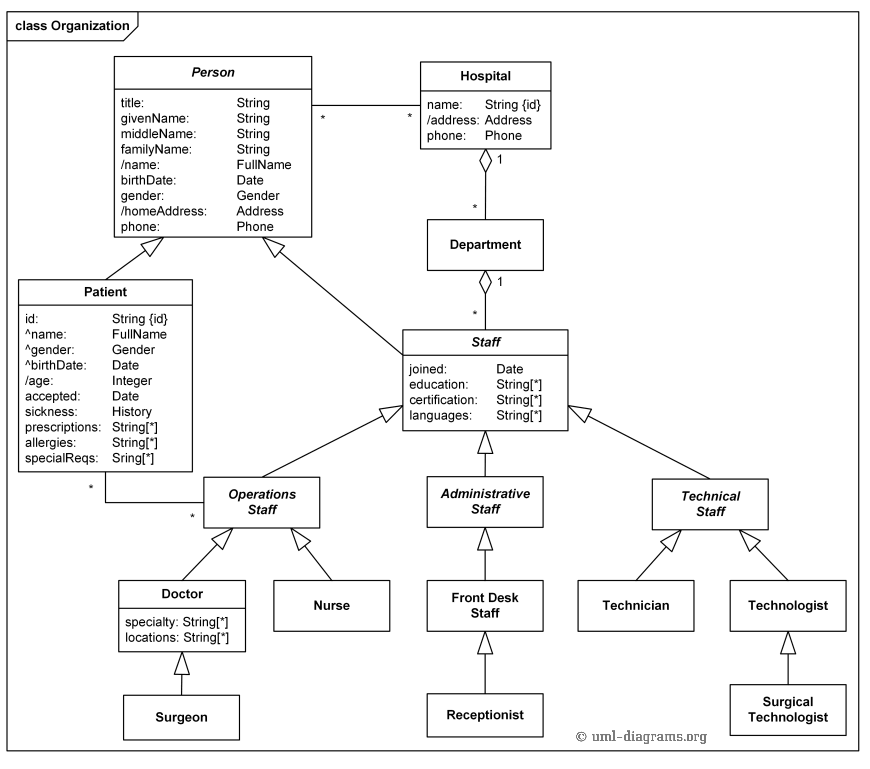 class Organization
Person
title: String
givenName: String
middleName: String
familyName: String
/name: FullName
birthDate: Date
gender: Gender
/homeAddress: Address
phone: Phone
*
*
Hospital
name: String {id}
/address: Address
phone: Phone
1
*
Department
1
*
Patient
id: String {id}
^name: FullName
^gender: Gender
^birthDate: Date
/age: Integer
accepted: Date
sickness: History
prescriptions: String[*]
allergies: String[*]
specialReqs: Sring[*]
*
*
Staff
joined: Date
education: String[*]
certification: String[*]
languages: String[*]
Operations
Staff
Administrative
Staff
Technical
Staff
Doctor
specialty: String[*]
locations: String[*]
Nurse
Front Desk
Staff
Technician
Technologist
Surgeon
Receptionist
Surgical
Technologist
© uml-diagrams.org